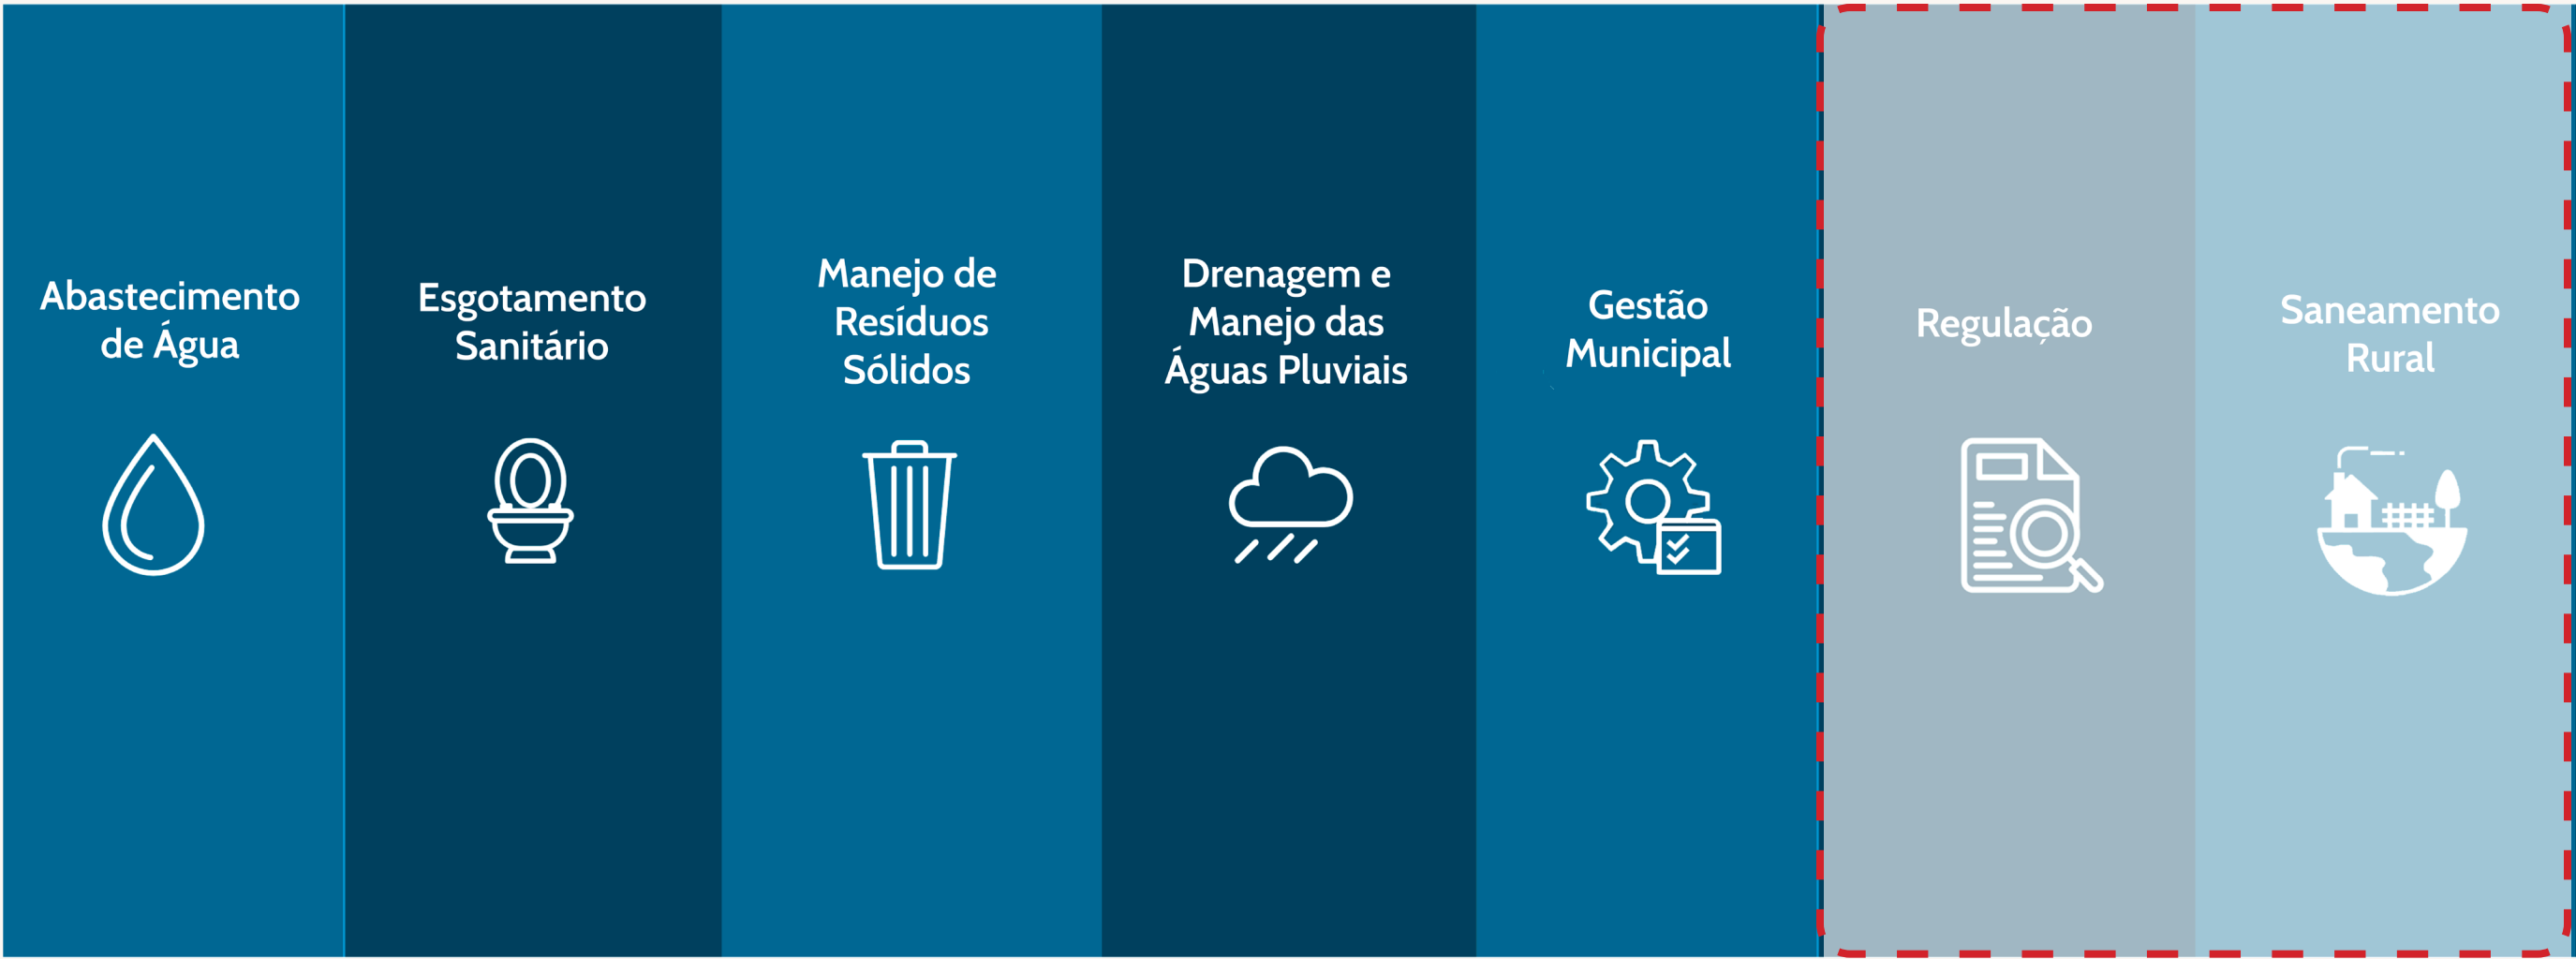 Abastecimento
de Água
Esgotamento
Sanitário
Manejo de
Resíduos
Sólidos
Drenagem e
Manejo das
Águas Pluviais
Gestão
Municipal
Regulação
Saneamento
Rural